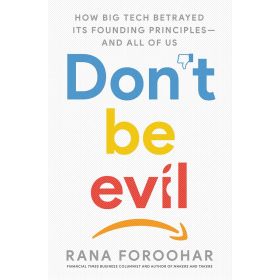 HOW BIG TECH BETRAYED
ITS FOUNDING PRINCIPLES—
AND ALL OF US
Don't
be
evil
RANA FOROOHAR
FINANCIAL TIMES BUSINESS COLUMNIST AND AUTHOR OF MAKERS AND TAKERS